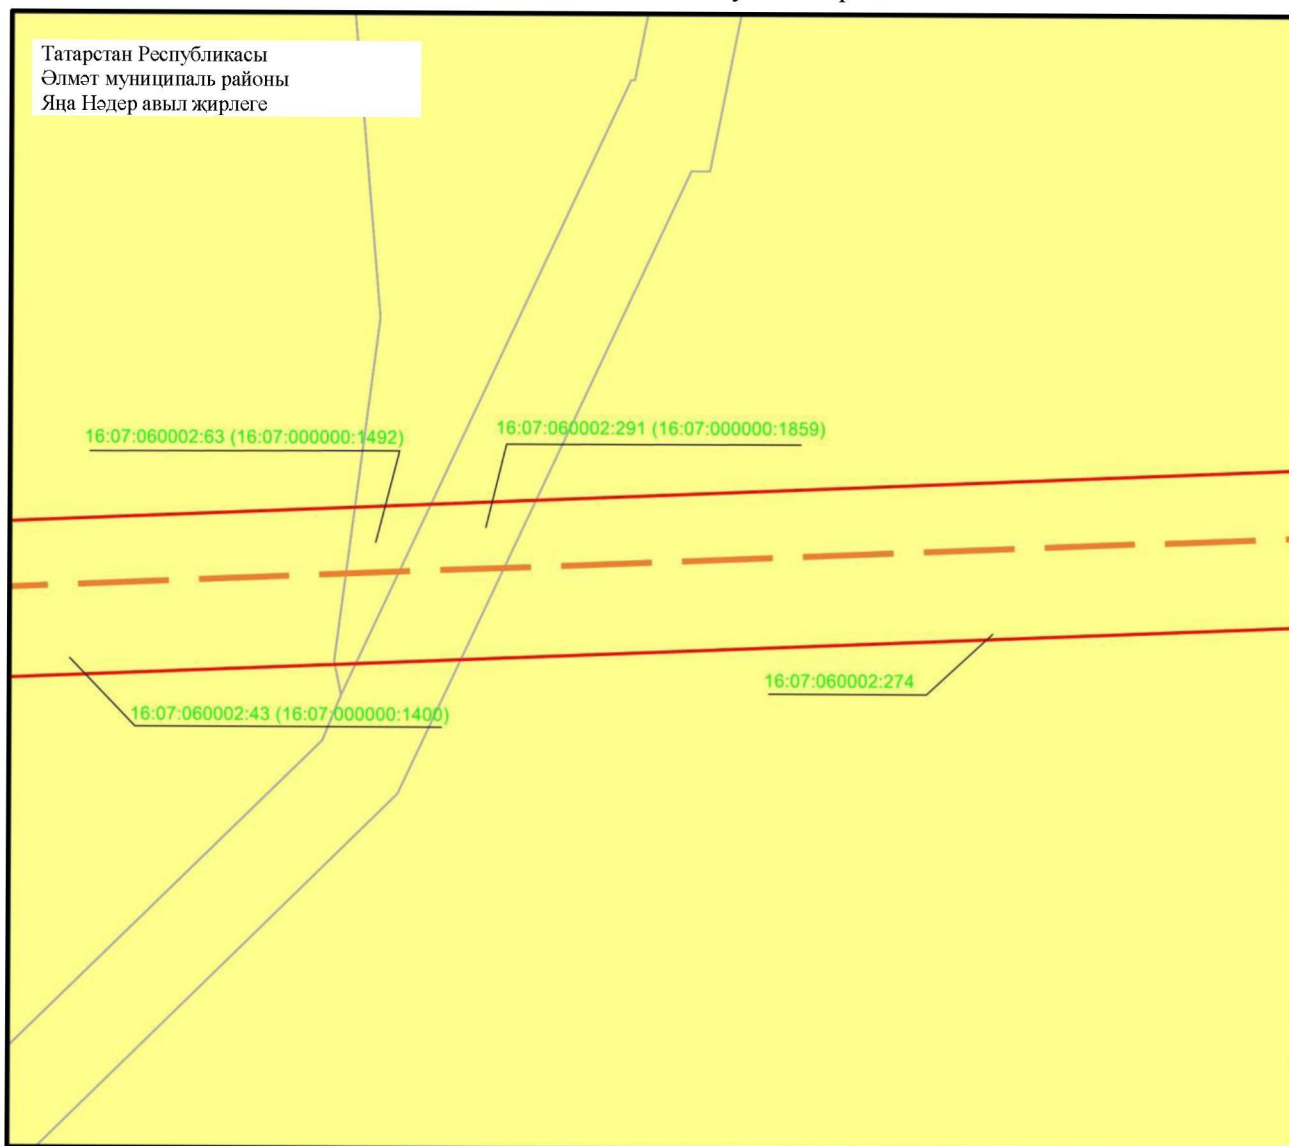 Татарстан Республикасы
Әлмәт муниципаль районы
Яңа Нәдер авыл җирлеге
16:07:060002:63 (16:07:000000:1492)
16:07:060002:291 (16:07:000000:1859)
16:07:060002:274
16:07:060002:43 (16:07:000000:1400)